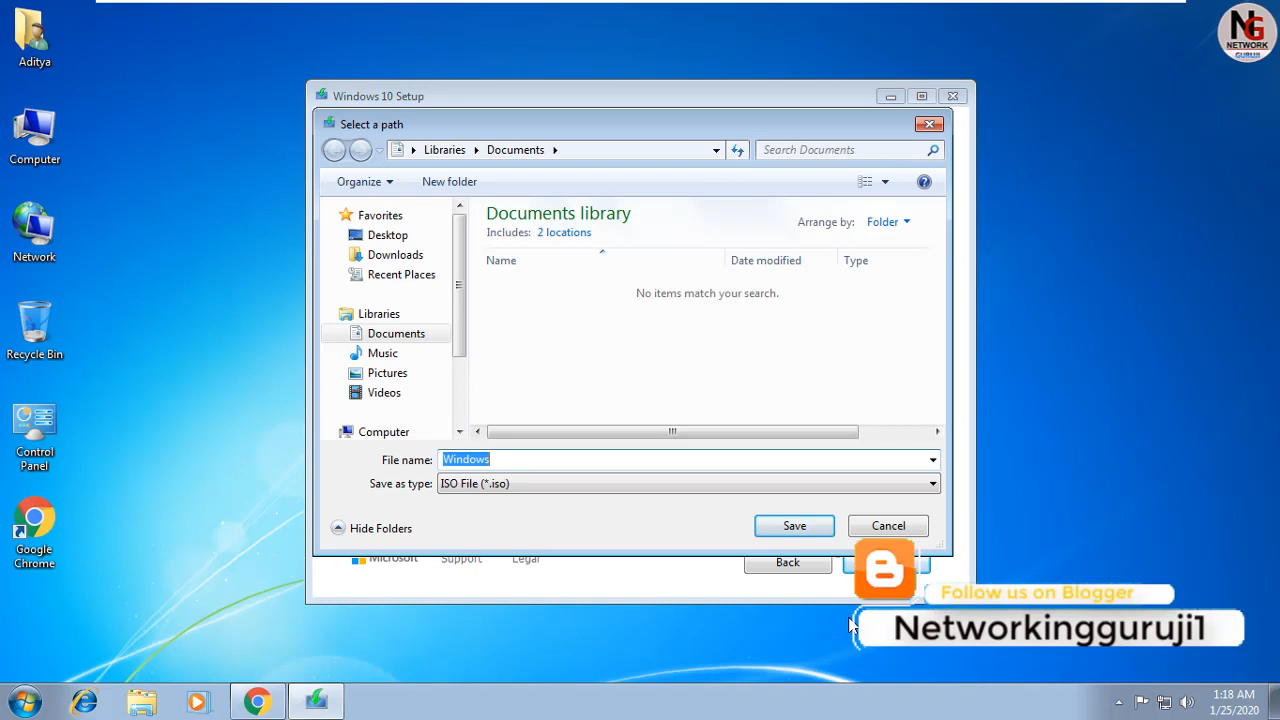 Aditya
Computer
Network
Recycle Bin
Control
Panel
Google
Chrome
NG
NETWORK
GURUJI
Windows 10 Setup
Select a path
Libraries Documents
Search Documents
Organize New folder
Favorites
Desktop
Downloads
Recent Places
Libraries
Documents
Music
Pictures
Videos
Computer
Documents library
Includes: 2 locations
Arrange by: Folder
Name Date modified Type
No items match your search.
File name: Windows
Save as type: ISO File (*.iso)
Hide Folders Save Cancel
Microsoft Support Legal Back
Follow us on Blogger
Networkingguruji1
1:18 AM
1/25/2020